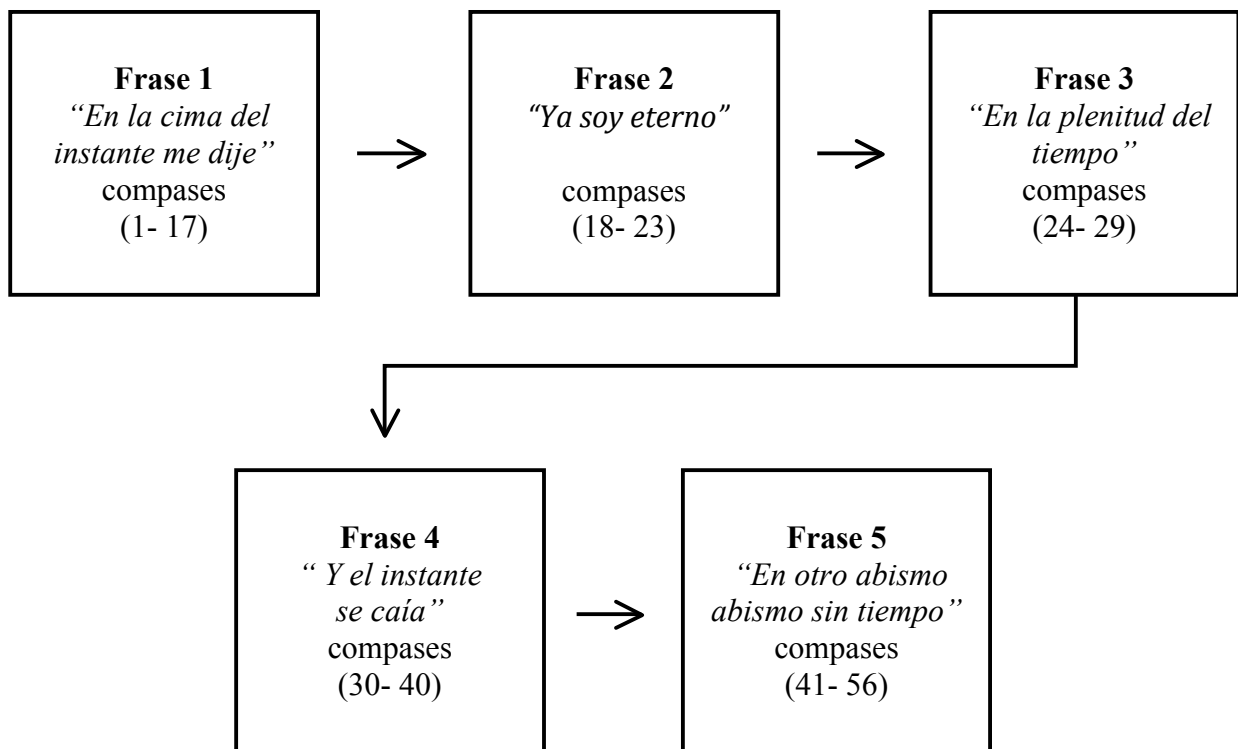 Frase 1
“En la cima del
instante me dije”
compases
(1- 17)
Frase 2
“Ya soy eterno”
compases
(18- 23)
Frase 3
“En la plenitud del
tiempo”
compases
(24- 29)
Frase 4
“ Y el instante
se caía”
compases
(30- 40)
Frase 5
“En otro abismo
abismo sin tiempo”
compases
(41- 56)